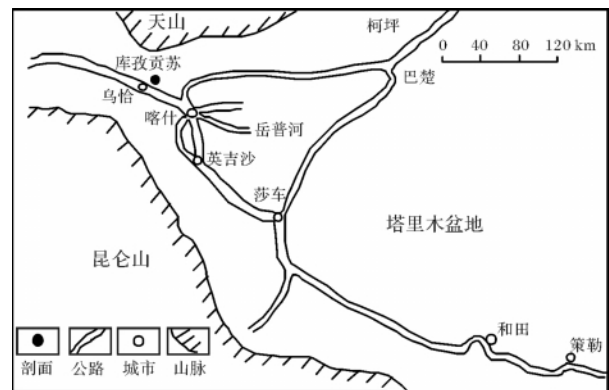 天山
柯坪
0 40 80 120 km
库孜贡苏
乌恰
巴楚
喀什
岳普河
英吉沙
莎车
塔里木盆地
昆仑山
和田
策勒
剖面 公路 城市 山脉